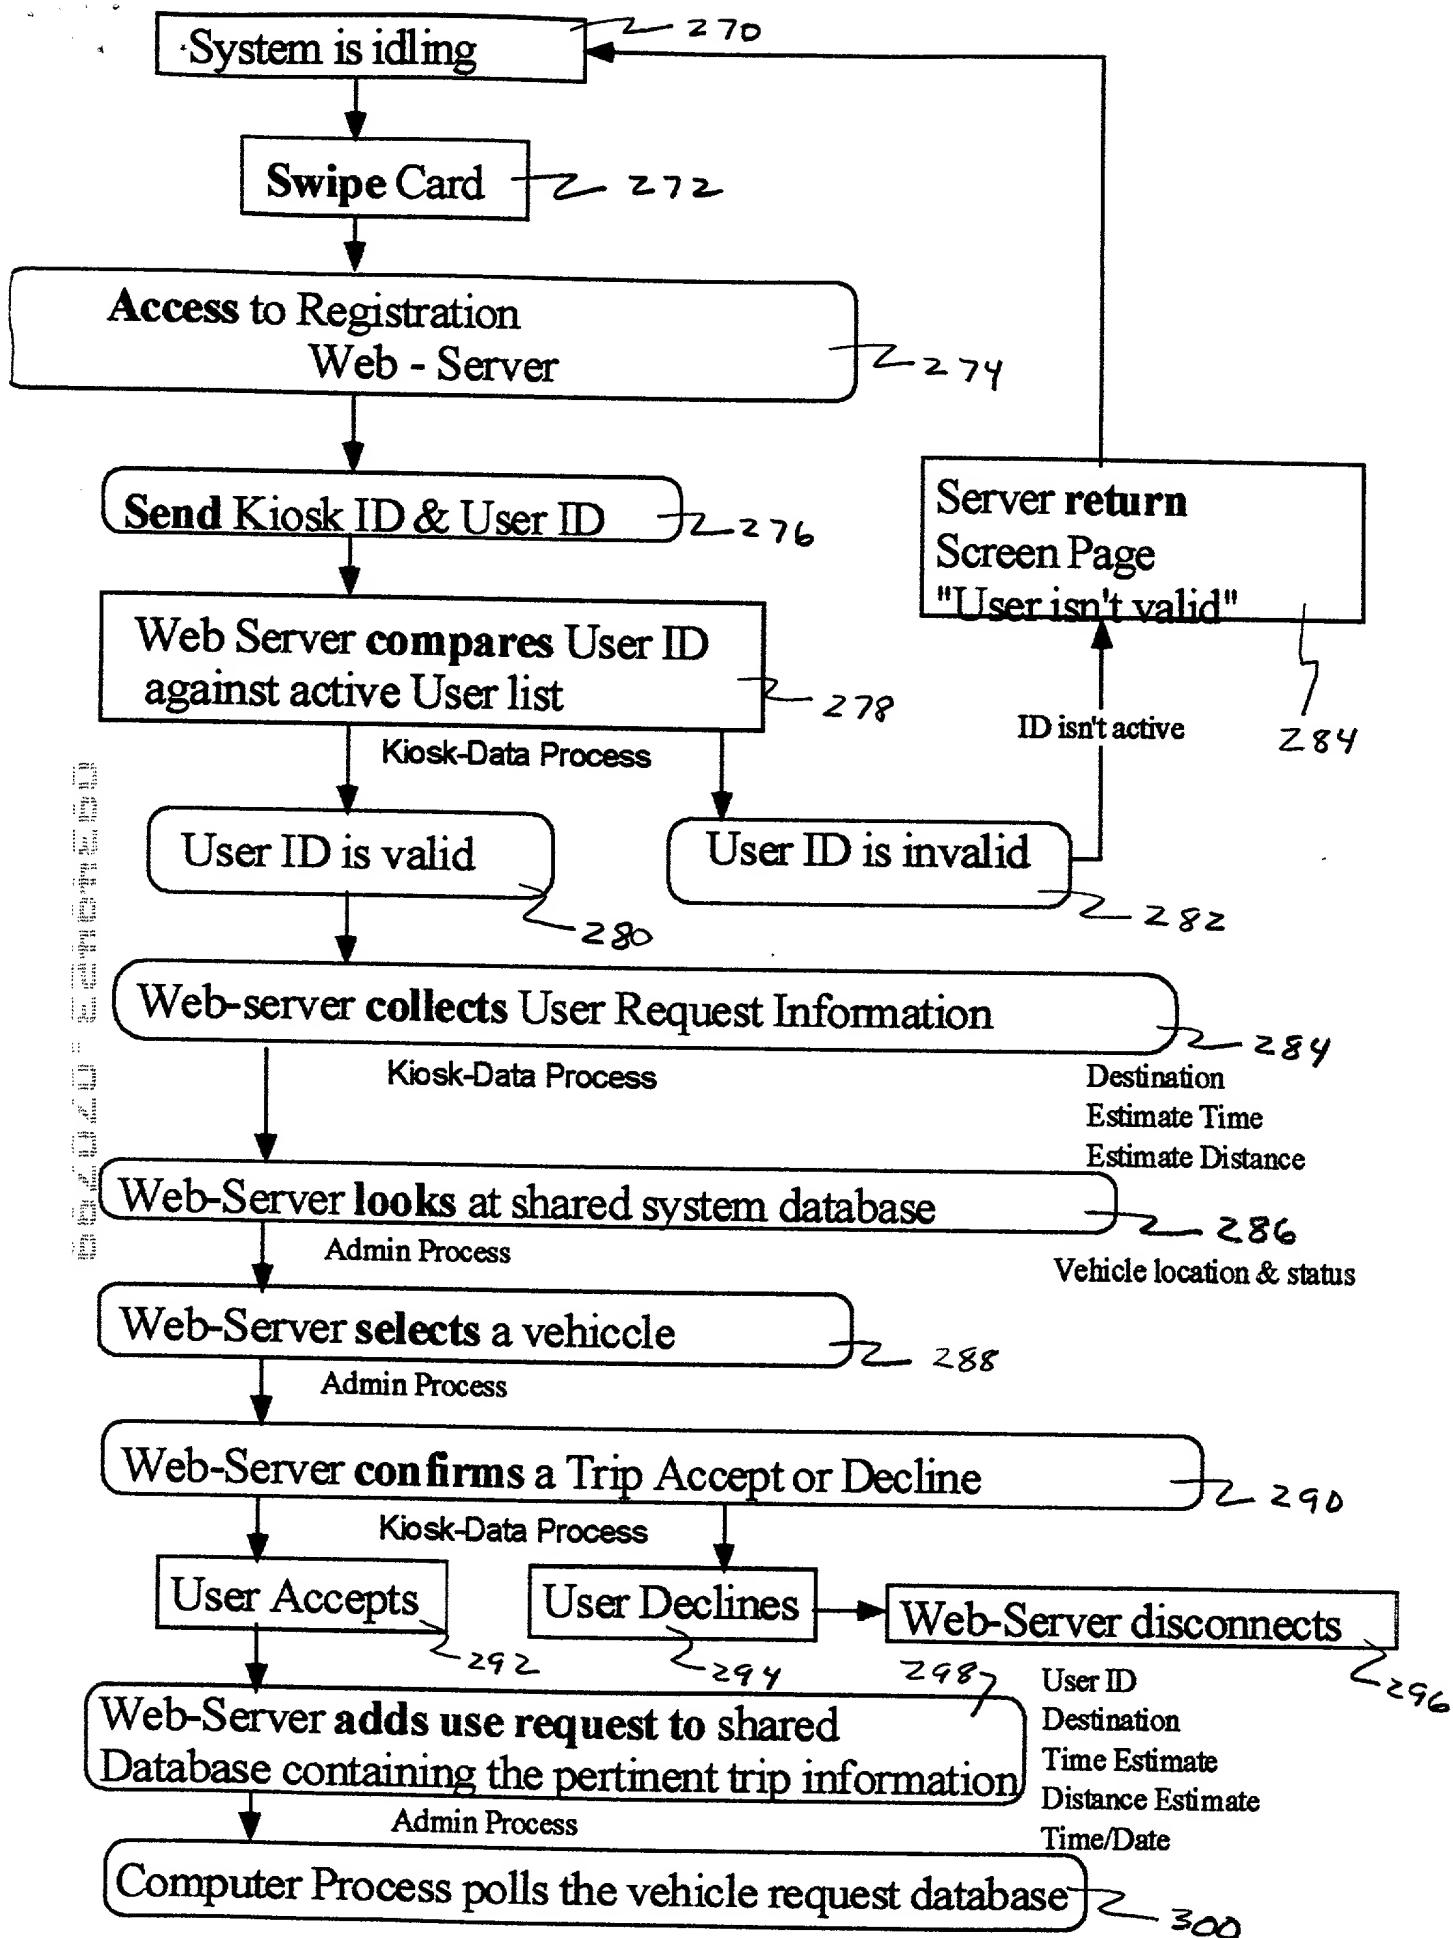 System is idling
270
Swipe Card
272
Access to Registration
Web - Server
274
Send Kiosk ID & User ID
276
Server return
Screen Page
"User isn't valid"
284
Web Server compares User ID
against active User list
278
ID isn't active
Kiosk-Data Process
User ID is valid
280
User ID is invalid
282
Web-server collects User Request Information
284
Kiosk-Data Process
Destination
Estimate Time
Estimate Distance
Web-Server looks at shared system database
286
Admin Process
Vehicle location & status
Web-Server selects a vehiccle
288
Admin Process
Web-Server confirms a Trip Accept or Decline
290
Kiosk-Data Process
User Accepts
292
User Declines
294
Web-Server disconnects
296
298
Web-Server adds use request to shared
Database containing the pertinent trip information
User ID
Destination
Time Estimate
Distance Estimate
Time/Date
Admin Process
Computer Process polls the vehicle request database
300